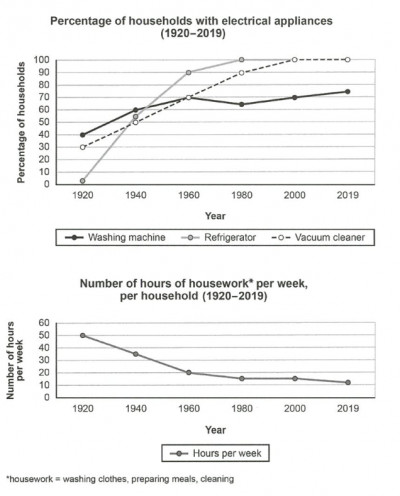 Percentage of households with electrical appliances
(1920–2019)
Percentage of households
100
90
80
70
60
50
40
30
20
10
0
1920 1940 1960 1980 2000 2019
Year
Washing machine Refrigerator Vacuum cleaner
Number of hours of housework* per week,
per household (1920–2019)
Number of hours
per week
60
50
40
30
20
10
0
1920 1940 1960 1980 2000 2019
Year
Hours per week
*housework = washing clothes, preparing meals, cleaning